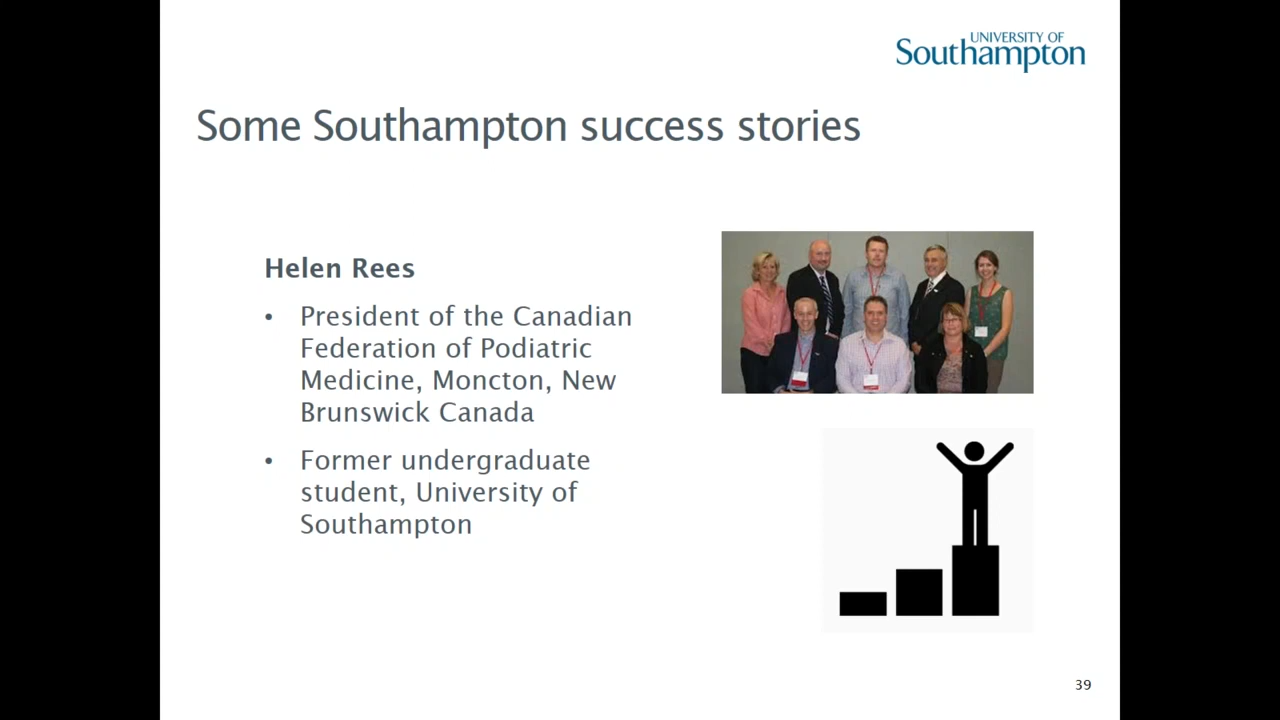 UNIVERSITY OF
Southampton
Some Southampton success stories
Helen Rees
• President of the Canadian
Federation of Podiatric
Medicine, Moncton, New
Brunswick Canada
• Former undergraduate
student, University of
Southampton
39